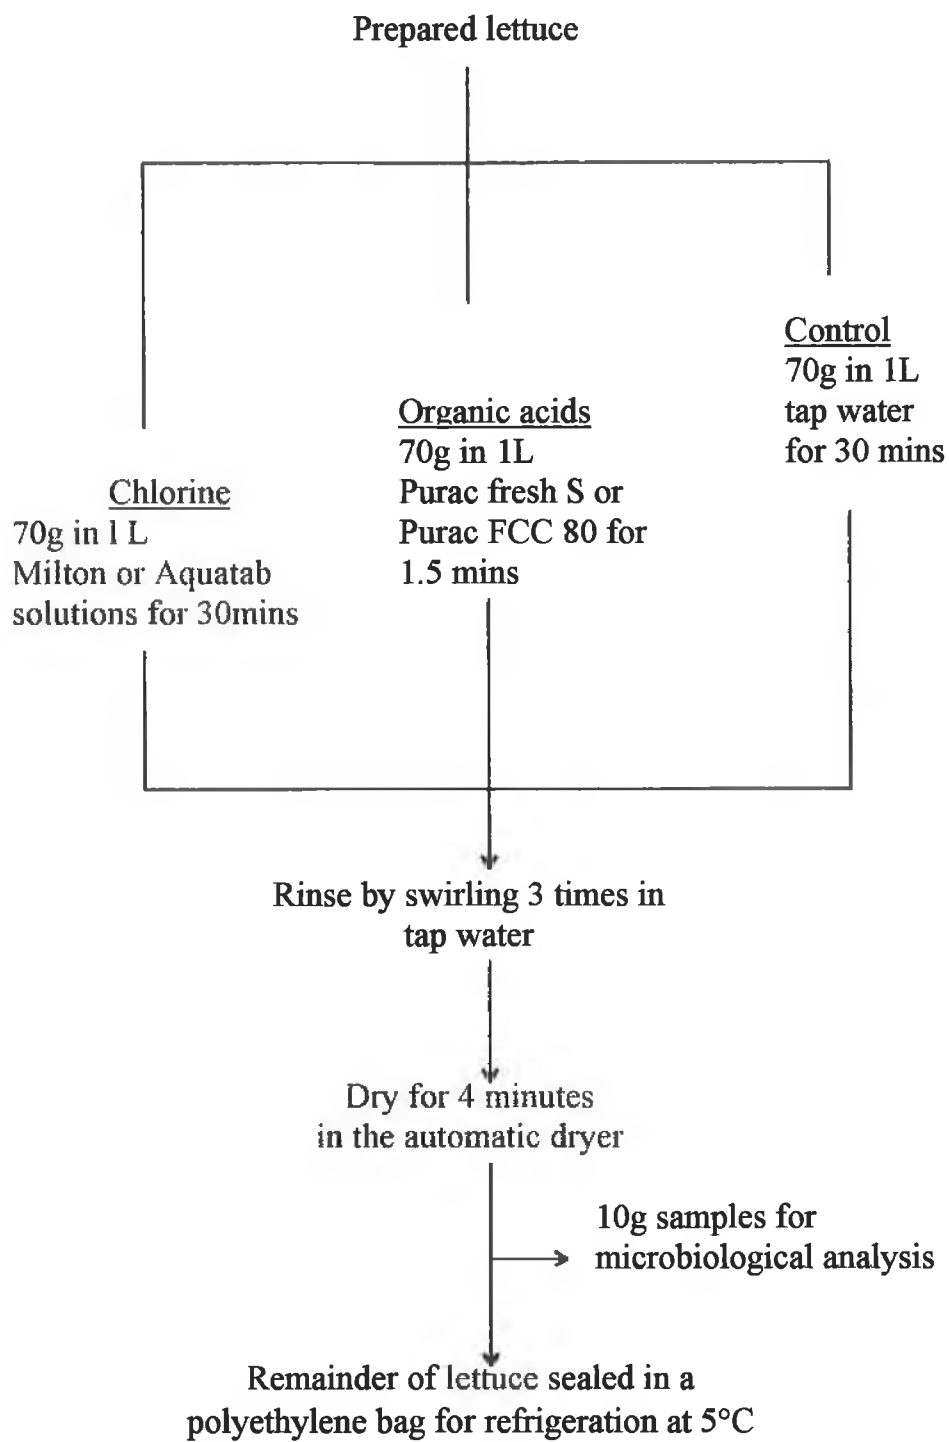 Prepared lettuce
Control
70g in 1L
tap water
for 30 mins
Organic acids
70g in 1L
Purac fresh S or
Purac FCC 80 for
1.5 mins
Chlorine
70g in 1 L
Milton or Aquatab
solutions for 30mins
Rinse by swirling 3 times in
tap water
Dry for 4 minutes
in the automatic dryer
10g samples for
microbiological analysis
Remainder of lettuce sealed in a
polyethylene bag for refrigeration at 5°C